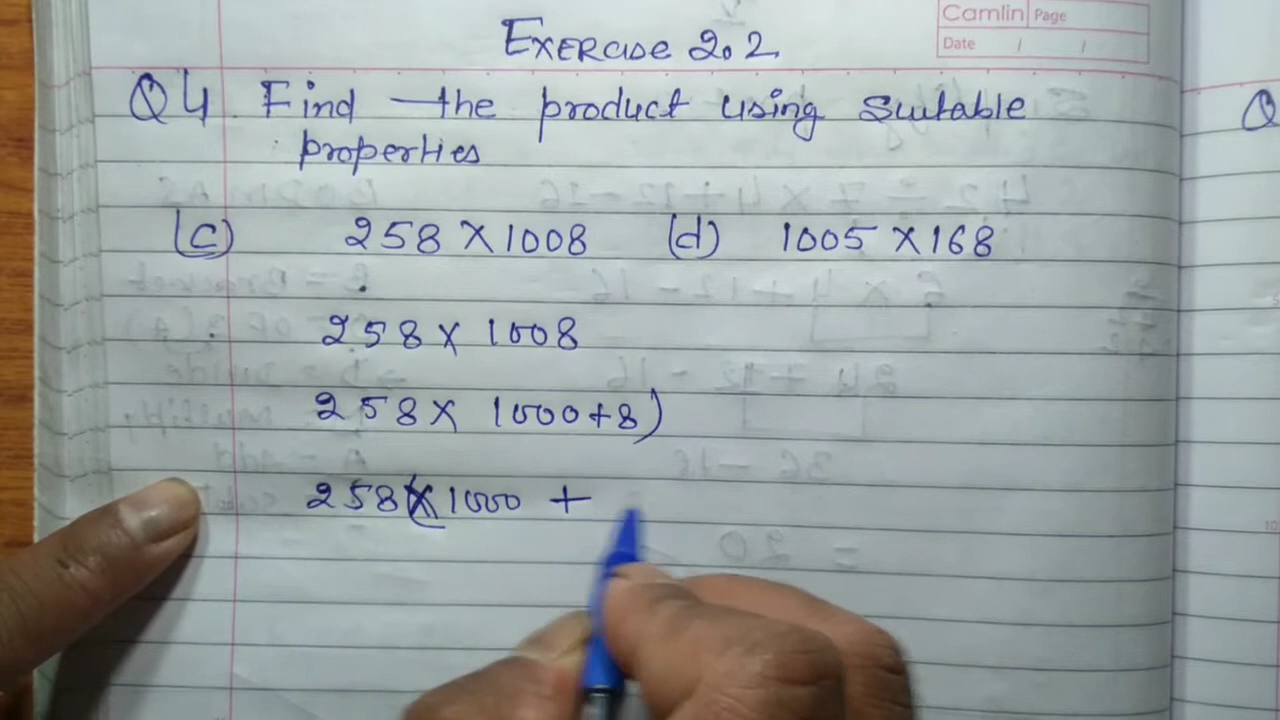 Camlin Page
Date / /
Exercise 2.2
Q4. Find the product using Suitable
properties
(c) 258 × 1008 (d) 1005 × 168
258 × 1008
258 × 1000+8)
258 × 1000 +
Q